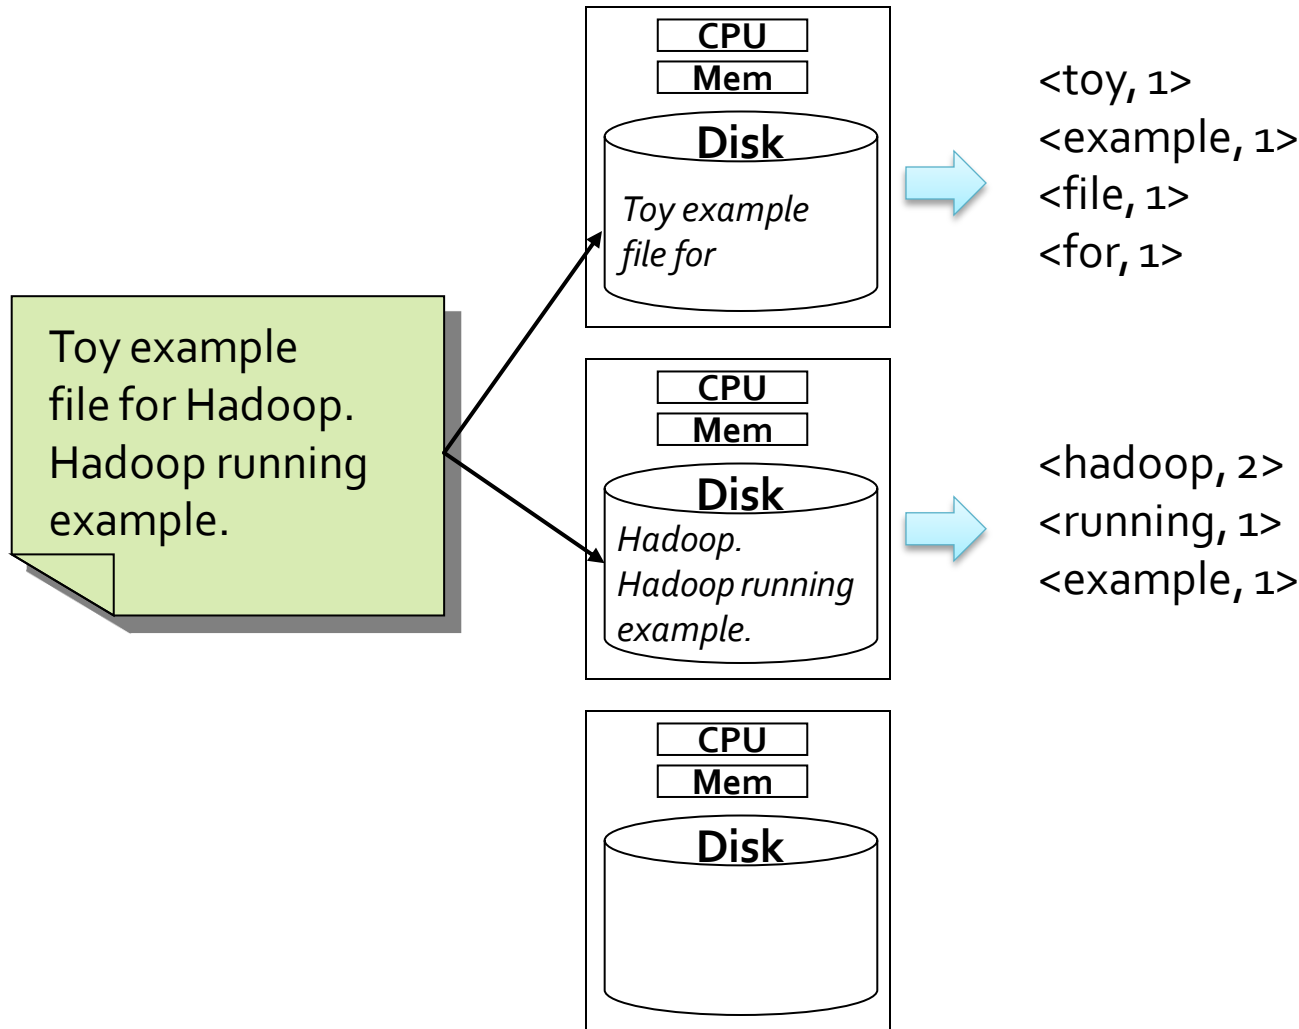 Toy example
file for Hadoop.
Hadoop running
example.
CPU
Mem
Disk
Toy example
file for
<toy, 1>
<example, 1>
<file, 1>
<for, 1>
CPU
Mem
Disk
Hadoop.
Hadoop running
example.
<hadoop, 2>
<running, 1>
<example, 1>
CPU
Mem
Disk